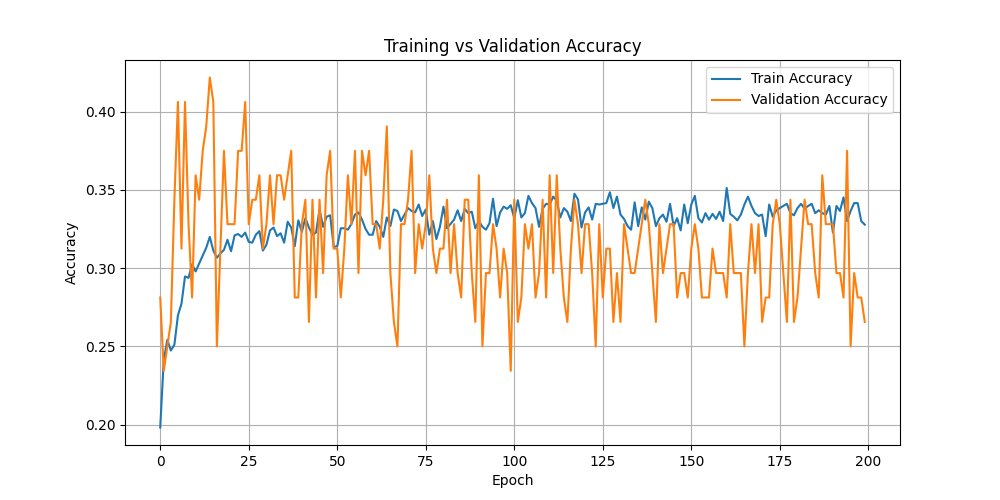 Training vs Validation Accuracy
Train Accuracy
Validation Accuracy
Accuracy
0.40
0.35
0.30
0.25
0.20
0 25 50 75 100 125 150 175 200
Epoch